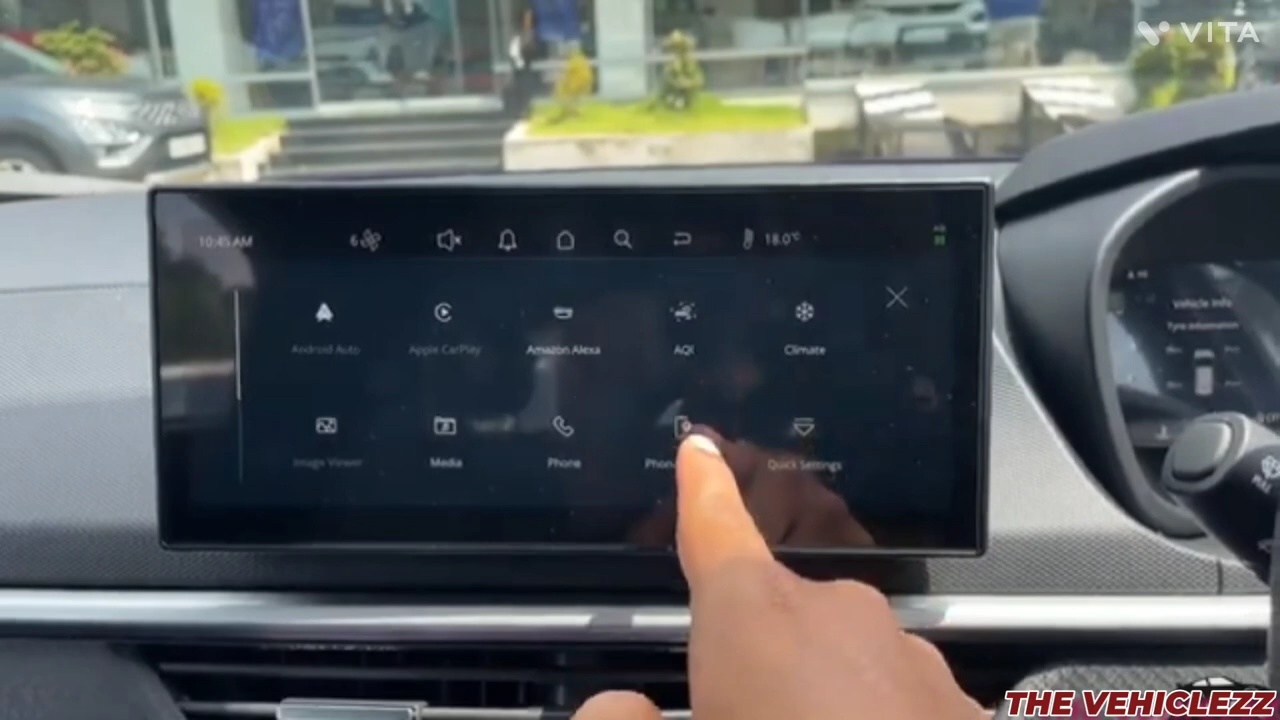 VITA
10:45 AM
6
18.0°C
Android Auto
Apple CarPlay
Amazon Alexa
AQI
Climate
Image Viewer
Media
Phone
Quick Settings
Vehicle Info
Tyre Information
THE VEHICLEZZ